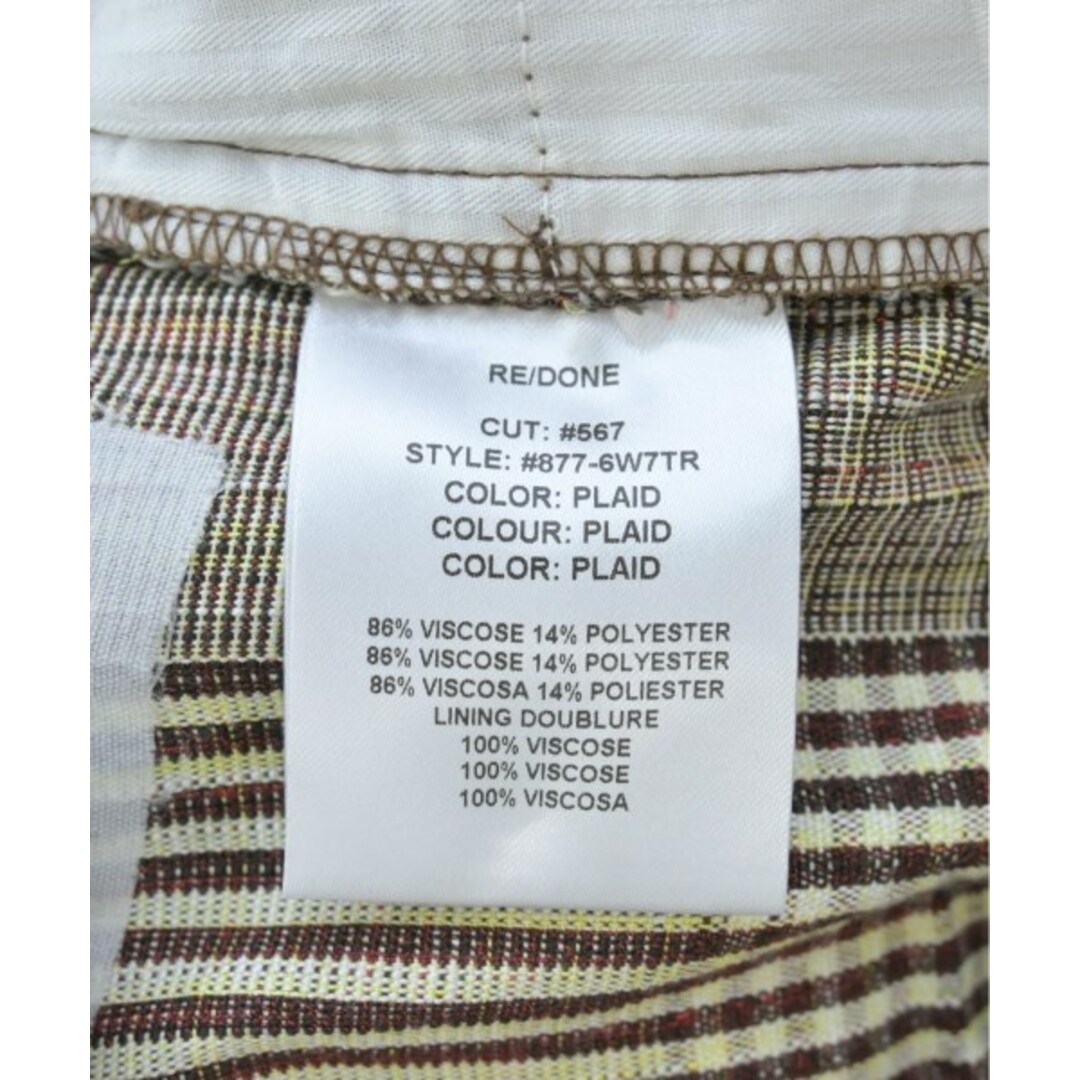 RE/DONE
CUT: #567
STYLE: #877-6W7TR
COLOR: PLAID
COLOUR: PLAID
COLOR: PLAID
86% VISCOSE 14% POLYESTER
86% VISCOSE 14% POLYESTER
86% VISCOSA 14% POLIESTER
LINING DOUBLURE
100% VISCOSE
100% VISCOSE
100% VISCOSA